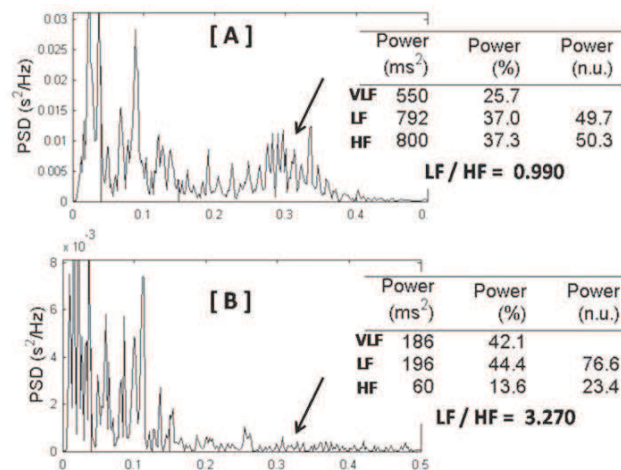 [ A ]
PSD (s²/Hz)
0.03
0.025
0.02
0.015
0.01
0.005
0
0 0.1 0.2 0.3 0.4 0.
Power Power Power
(ms²) (%) (n.u.)
VLF 550 25.7
LF 792 37.0 49.7
HF 800 37.3 50.3
LF / HF = 0.990
x 10⁻³
[ B ]
PSD (s²/Hz)
8
6
4
2
0
0 0.1 0.2 0.3 0.4 0.5
Power Power Power
(ms²) (%) (n.u.)
VLF 186 42.1
LF 196 44.4 76.6
HF 60 13.6 23.4
LF / HF = 3.270